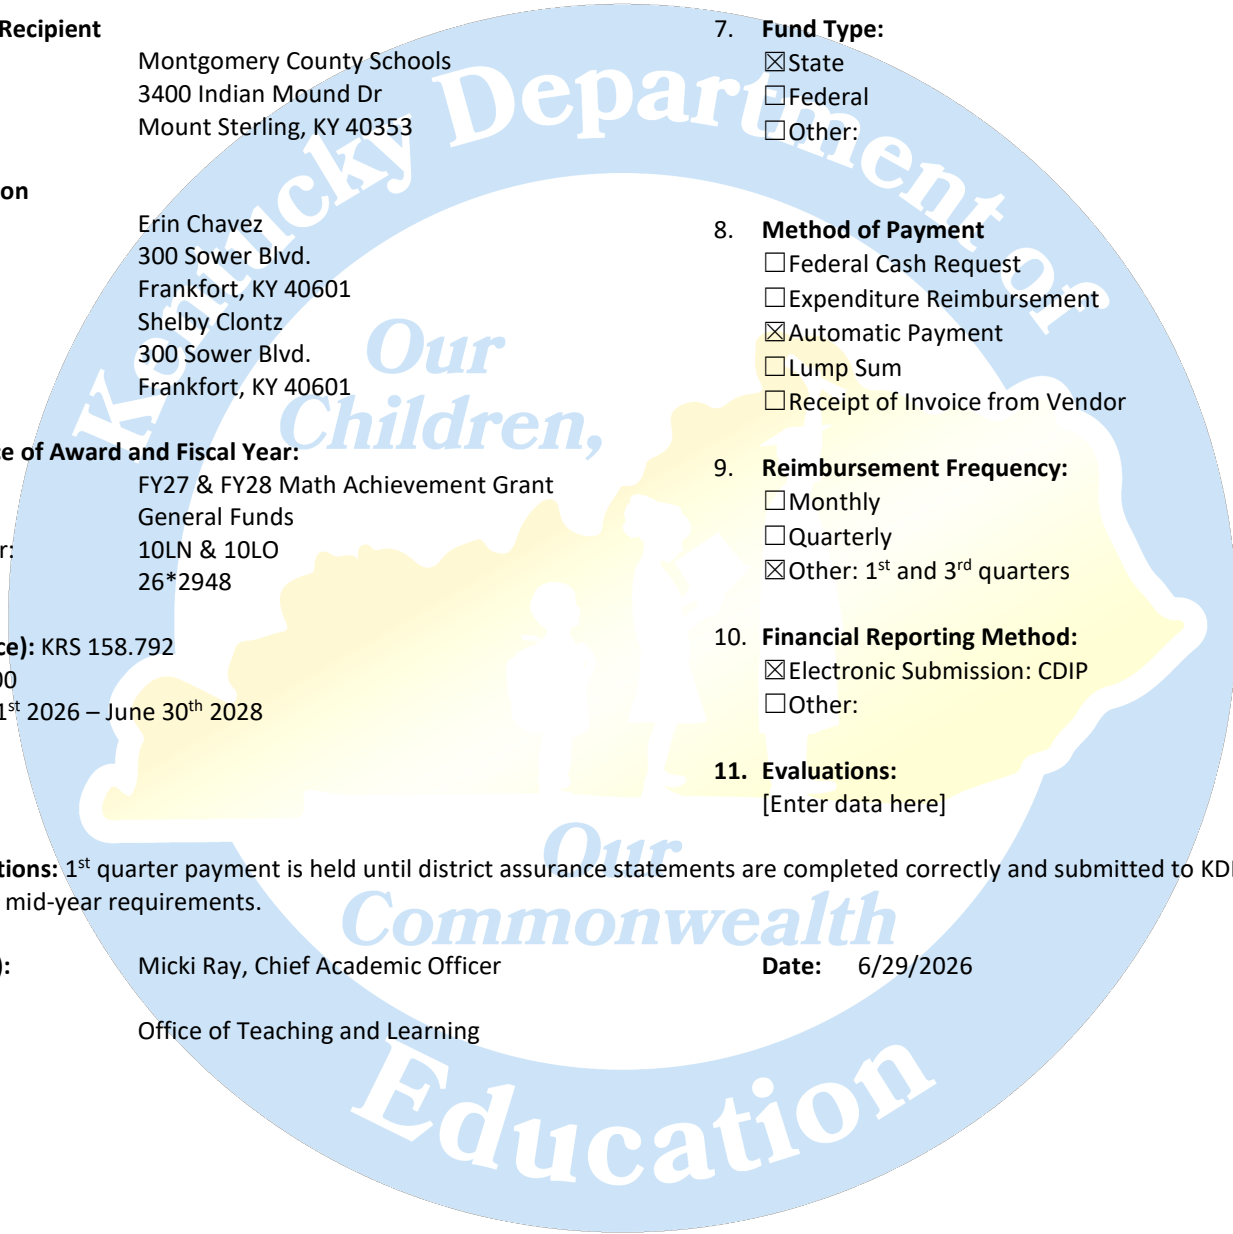 Recipient
Montgomery County Schools
3400 Indian Mound Dr
Mount Sterling, KY 40353
on
Erin Chavez
300 Sower Blvd.
Frankfort, KY 40601
Shelby Clontz
300 Sower Blvd.
Frankfort, KY 40601
e of Award and Fiscal Year:
FY27 & FY28 Math Achievement Grant
General Funds
r: 10LN & 10LO
26*2948
ce): KRS 158.792
00
1st 2026 – June 30th 2028
7. Fund Type:
☒State
☐Federal
☐Other:
8. Method of Payment
☐Federal Cash Request
☐Expenditure Reimbursement
☒Automatic Payment
☐Lump Sum
☐Receipt of Invoice from Vendor
9. Reimbursement Frequency:
☐Monthly
☐Quarterly
☒Other: 1st and 3rd quarters
10. Financial Reporting Method:
☒Electronic Submission: CDIP
☐Other:
11. Evaluations:
[Enter data here]
tions: 1st quarter payment is held until district assurance statements are completed correctly and submitted to KD
mid-year requirements.
): Micki Ray, Chief Academic Officer Date: 6/29/2026
Office of Teaching and Learning
Kentucky Department of
Education
Our
Children,
Our
Commonwealth